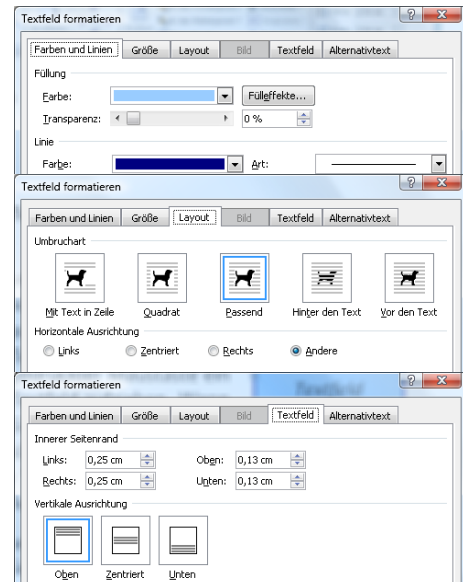 Textfeld formatieren
Farben und Linien Größe Layout Bild Textfeld Alternativtext
Füllung
Farbe: Fülleffekte...
Transparenz: 0 %
Linie
Farbe: Art:
Textfeld formatieren
Farben und Linien Größe Layout Bild Textfeld Alternativtext
Umbruchart
Mit Text in Zeile Quadrat Passend Hinter den Text Vor den Text
Horizontale Ausrichtung
Links Zentriert Rechts Andere
Textfeld formatieren
Farben und Linien Größe Layout Bild Textfeld Alternativtext
Innerer Seitenrand
Links: 0,25 cm Oben: 0,13 cm
Rechts: 0,25 cm Unten: 0,13 cm
Vertikale Ausrichtung
Oben Zentriert Unten